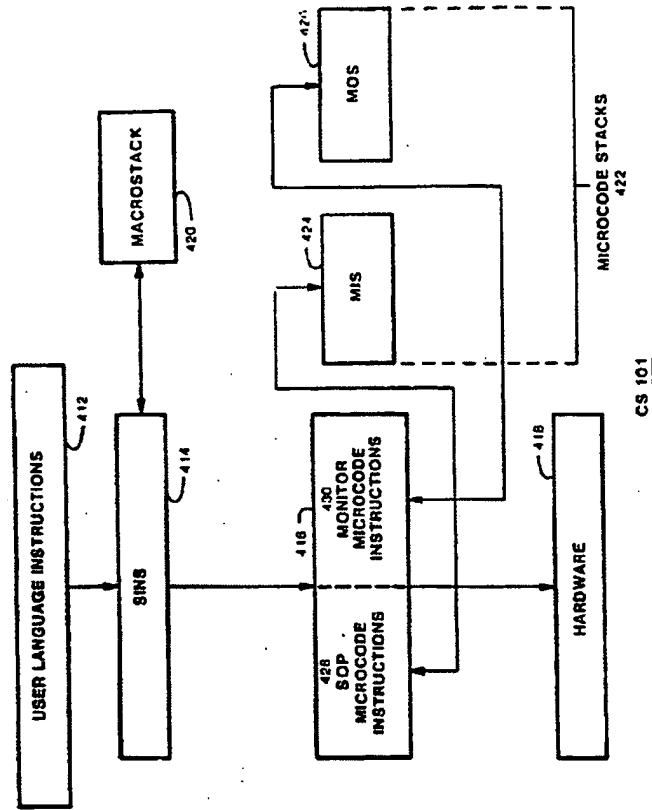 USER LANGUAGE INSTRUCTIONS
412
SINS
414
MACROSTACK
420
416
428
SOP
MICROCODE
INSTRUCTIONS
430
MONITOR
MICROCODE
INSTRUCTIONS
MIS
424
MOS
426
MICROCODE STACKS
422
HARDWARE
418
CS 101